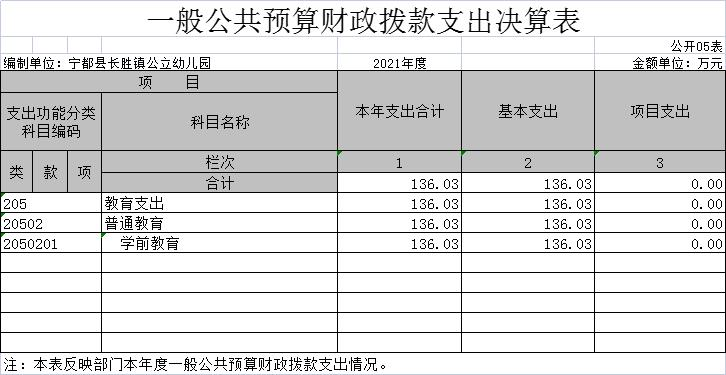 一般公共预算财政拨款支出决算表
公开05表
编制单位：宁都县长胜镇公立幼儿园 2021年度 金额单位：万元
项 目 本年支出合计 基本支出 项目支出
支出功能分类科目编码 科目名称
类 款 项 栏次 1 2 3
合计 136.03 136.03 0.00
205 教育支出 136.03 136.03 0.00
20502 普通教育 136.03 136.03 0.00
2050201 学前教育 136.03 136.03 0.00
注：本表反映部门本年度一般公共预算财政拨款支出情况。